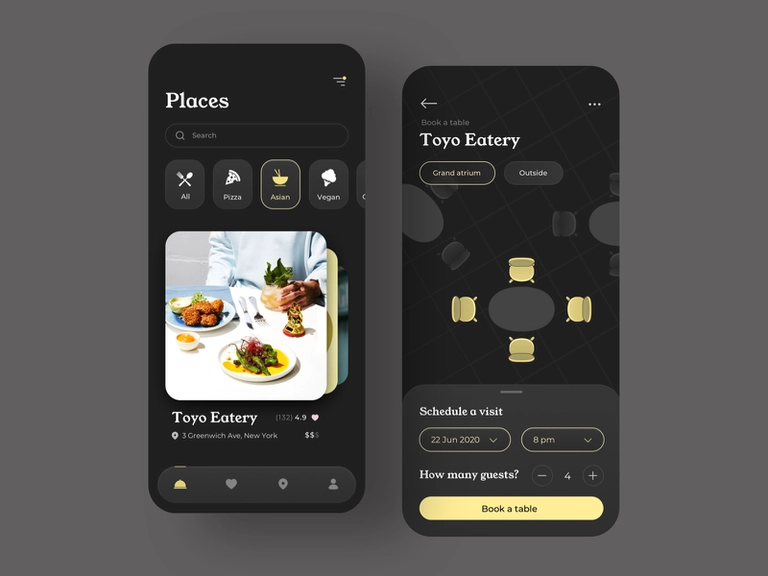 Places
Search
All
Pizza
Asian
Vegan
Toyo Eatery
(132) 4.9
3 Greenwich Ave, New York
$$$
Book a table
Toyo Eatery
Grand atrium
Outside
Schedule a visit
22 Jun 2020
8 pm
How many guests?
4
Book a table